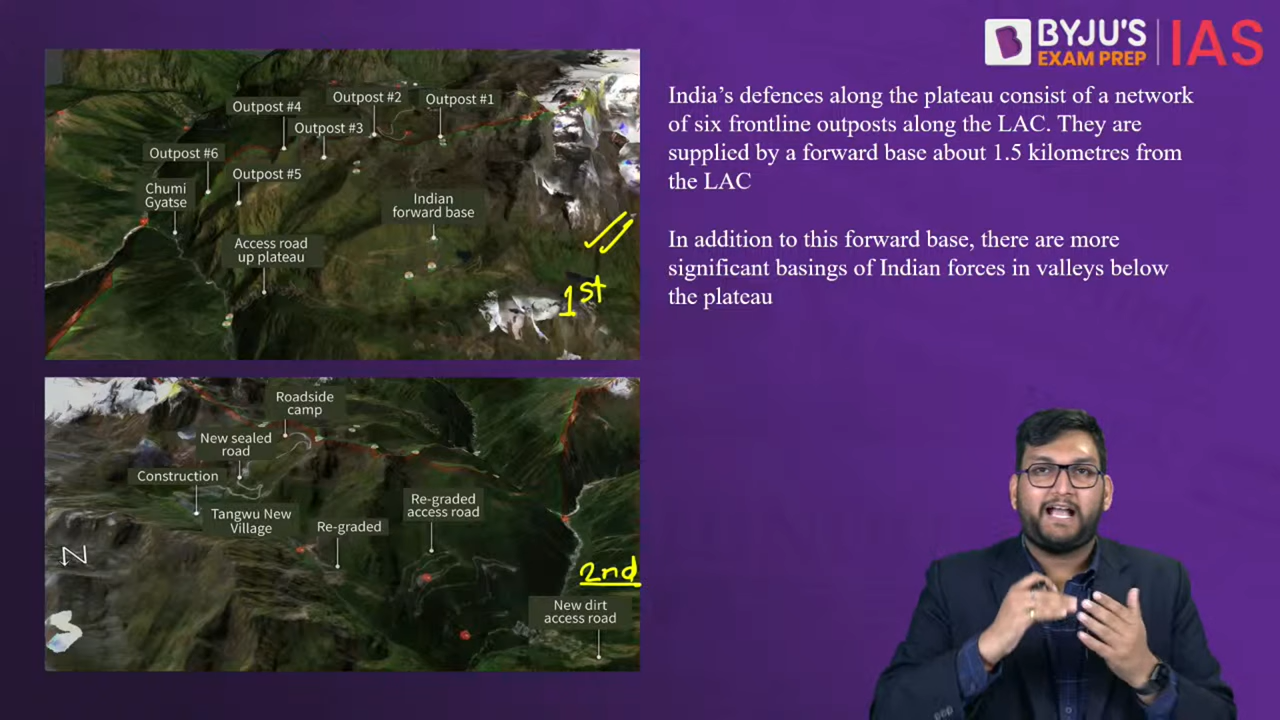 BYJU'S
EXAM PREP
IAS
India's defences along the plateau consist of a network
of six frontline outposts along the LAC. They are
supplied by a forward base about 1.5 kilometres from
the LAC
In addition to this forward base, there are more
significant basings of Indian forces in valleys below
the plateau
Outpost #4
Outpost #2
Outpost #1
Outpost #3
Outpost #6
Outpost #5
Chumi
Gyatse
Indian
forward base
Access road
up plateau
1st
Roadside
camp
New sealed
road
Construction
Tangwu New
Village
Re-graded
Re-graded
access road
N
2nd
New dirt
access road
S